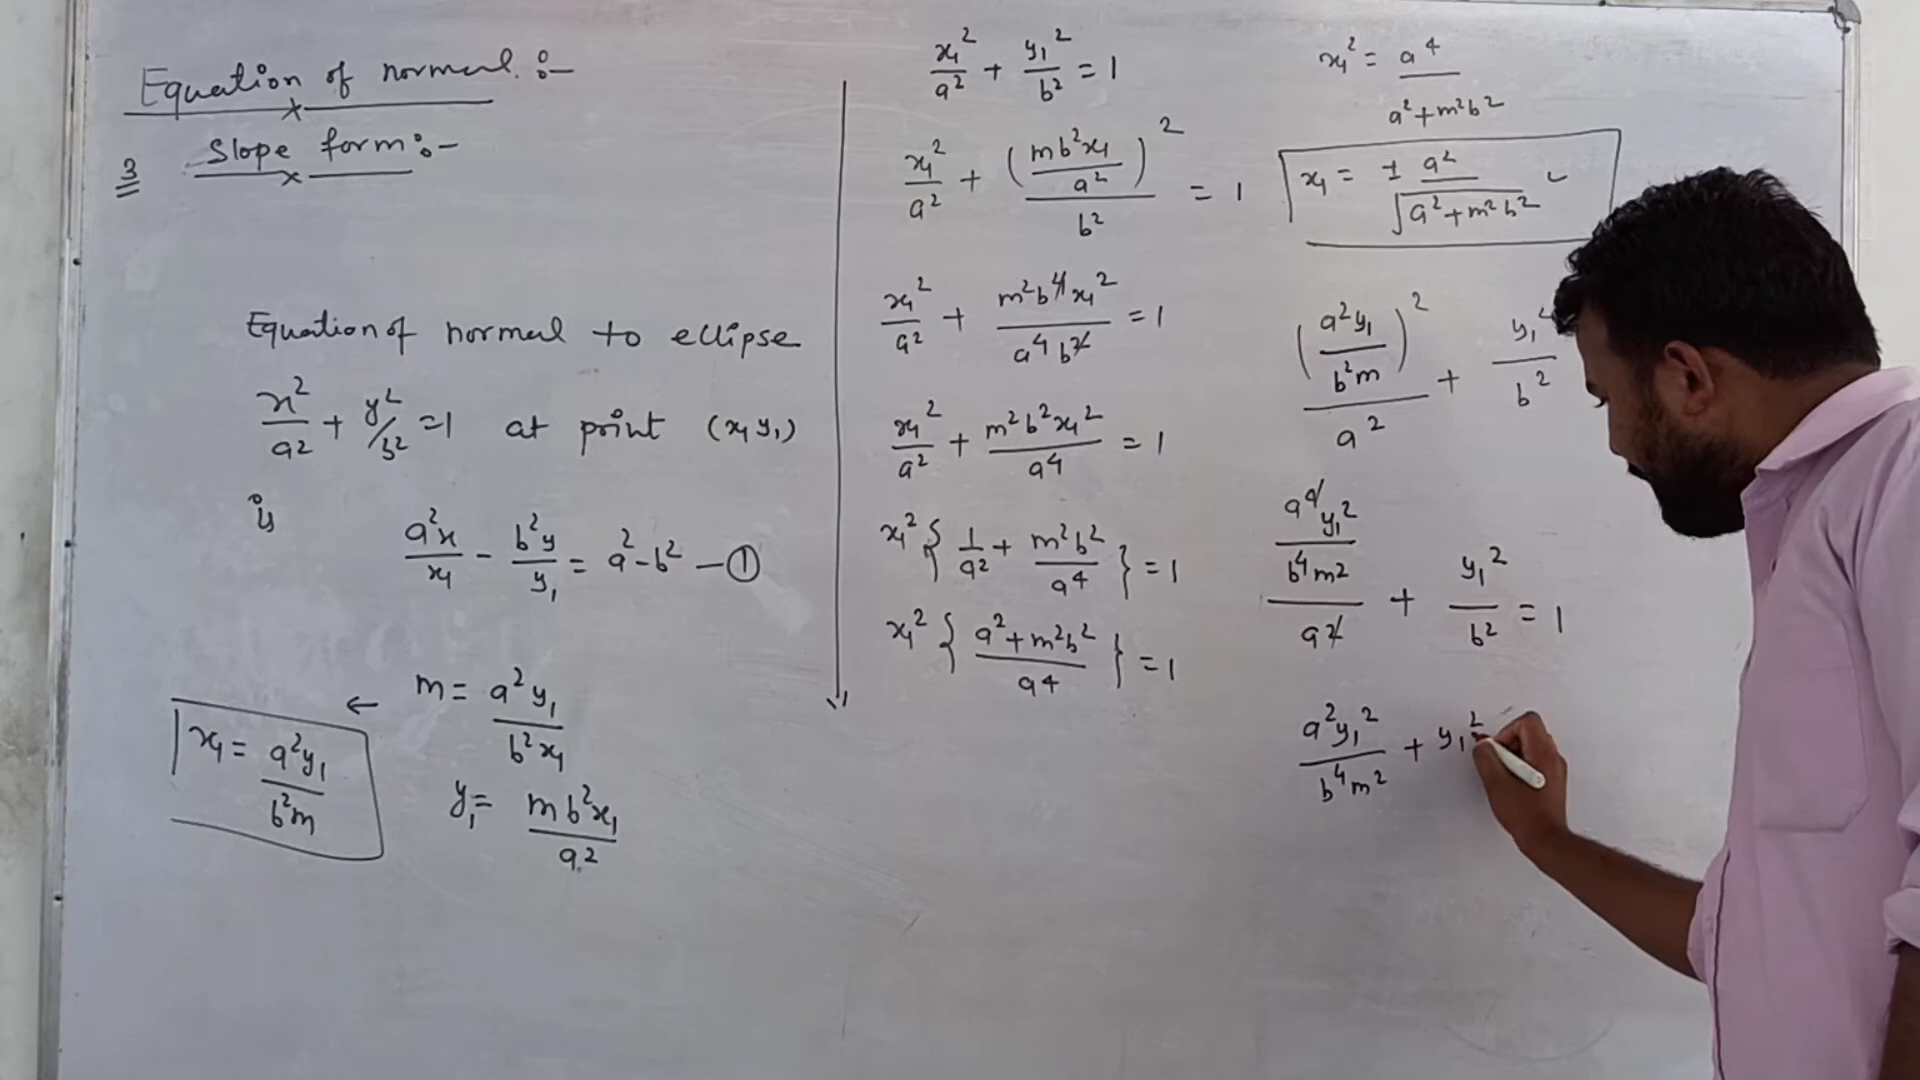 Equation of normal :-
3 Slope form :-
Equation of normal to ellipse
x²/a² + y²/b² = 1 at print (x₁ y₁)
is a²x/x₁ - b²y/y₁ = a² - b² — ①
← m = a²y₁/b²x₁
x₁ = a²y₁/b²m
y₁ = mb²x₁/a²
x₁²/a² + y₁²/b² = 1
x₁²/a² + (mb²x₁/a²)²/b² = 1
x₁²/a² + m²b⁴x₁²/a⁴b² = 1
x₁²/a² + m²b²x₁²/a⁴ = 1
x₁² { 1/a² + m²b²/a⁴ } = 1
x₁² { a² + m²b²/a⁴ } = 1
x₁² = a⁴/a² + m²b²
x₁ = ± a²/√a² + m²b²
(a²y₁/b²m)²/a² + y₁/b²
a⁴y₁²/b⁴m²/a² + y₁²/b² = 1
a²y₁²/b⁴m² + y₁²